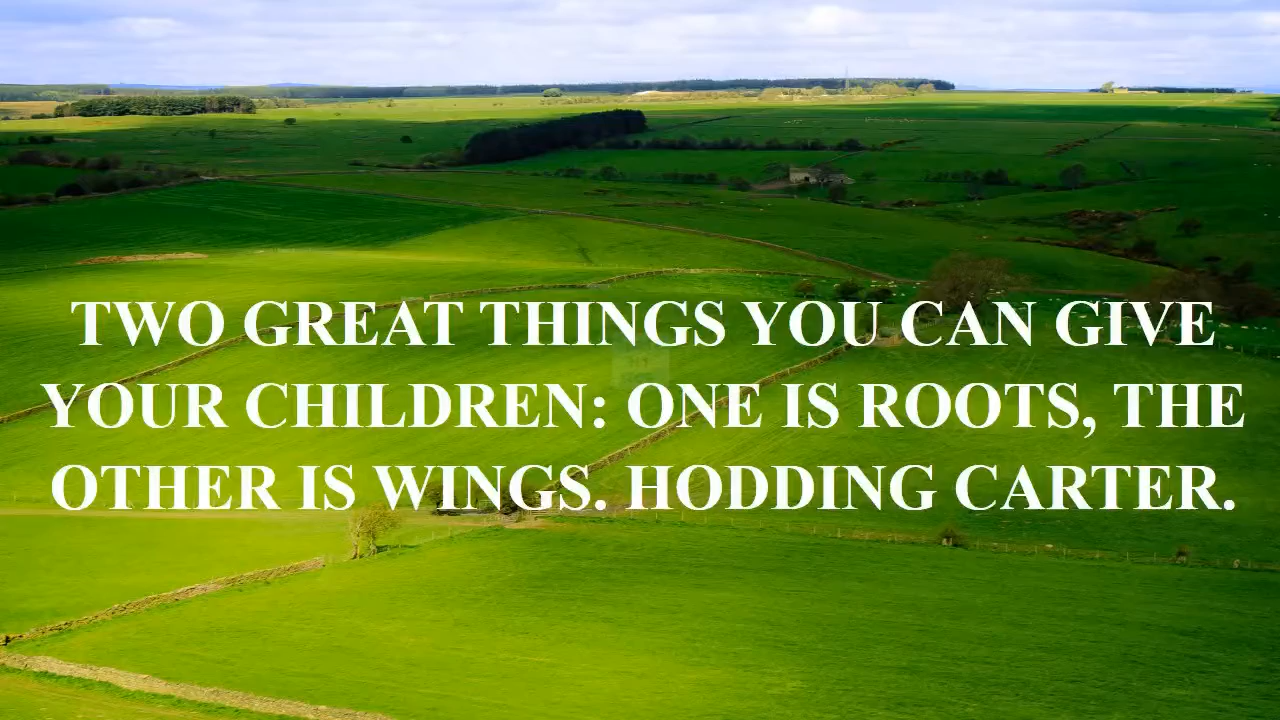 TWO GREAT THINGS YOU CAN GIVE
YOUR CHILDREN: ONE IS ROOTS, THE
OTHER IS WINGS. HODDING CARTER.